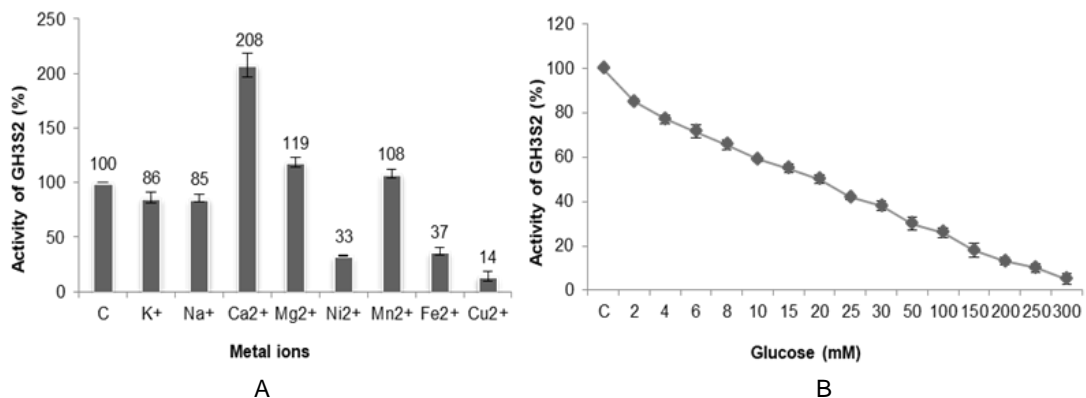 Activity of GH3S2 (%)
250
200
150
100
50
0
100
86
85
208
119
33
108
37
14
C K+ Na+ Ca2+ Mg2+ Ni2+ Mn2+ Fe2+ Cu2+
Metal ions
A
Activity of GH3S2 (%)
120
100
80
60
40
20
0
C 2 4 6 8 10 15 20 25 30 50 100 150 200 250 300
Glucose (mM)
B